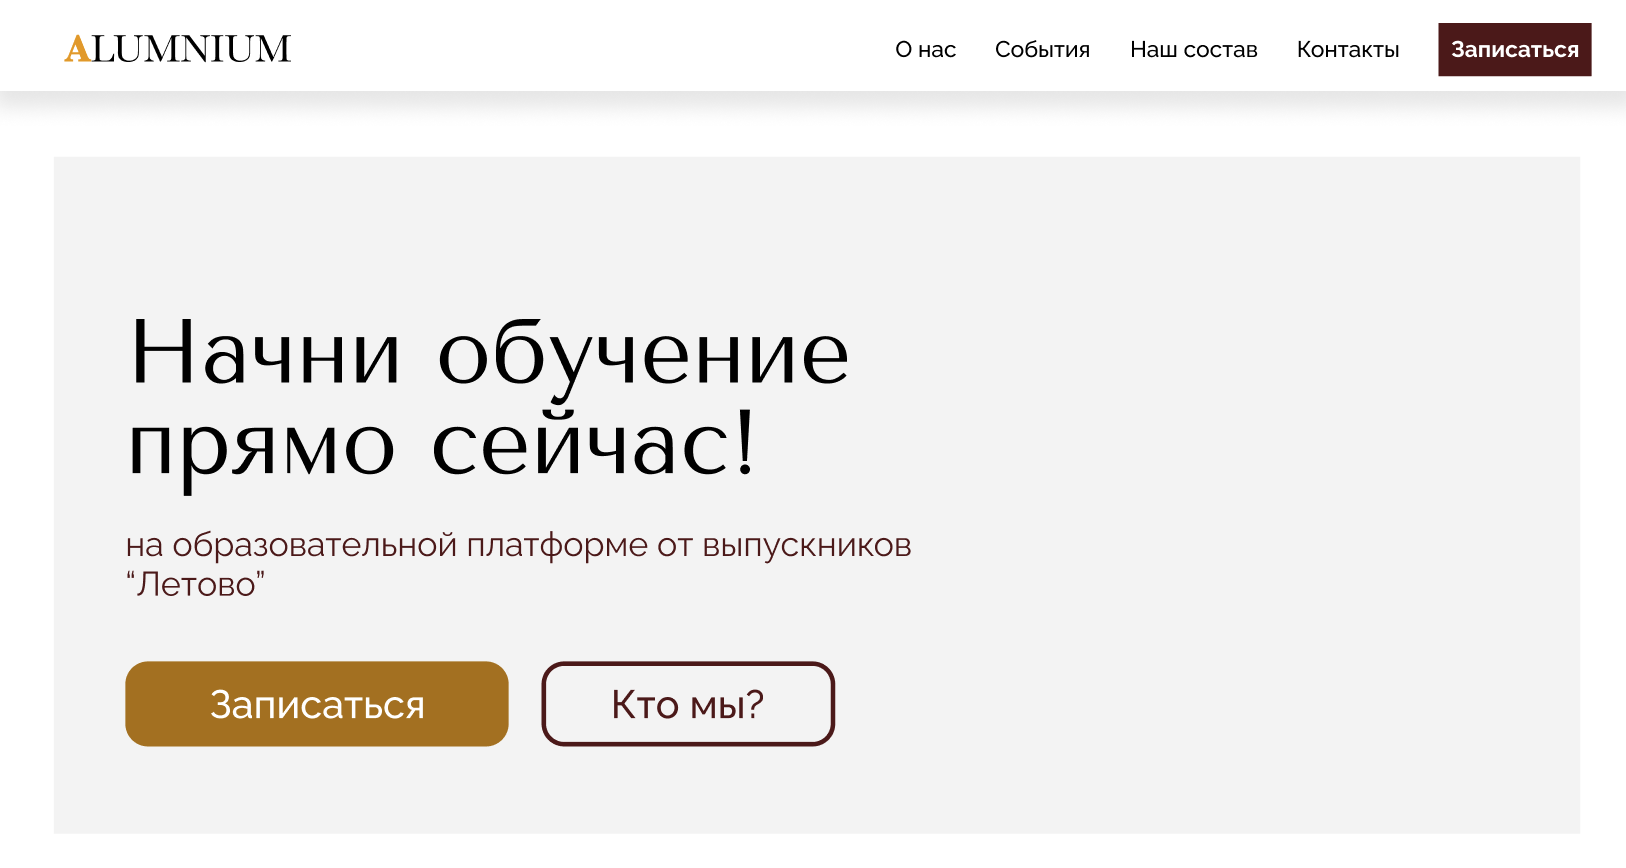 ALUMNIUM
О нас
События
Наш состав
Контакты
Записаться
Начни обучение
прямо сейчас!
на образовательной платформе от выпускников
“Летово”
Записаться
Кто мы?